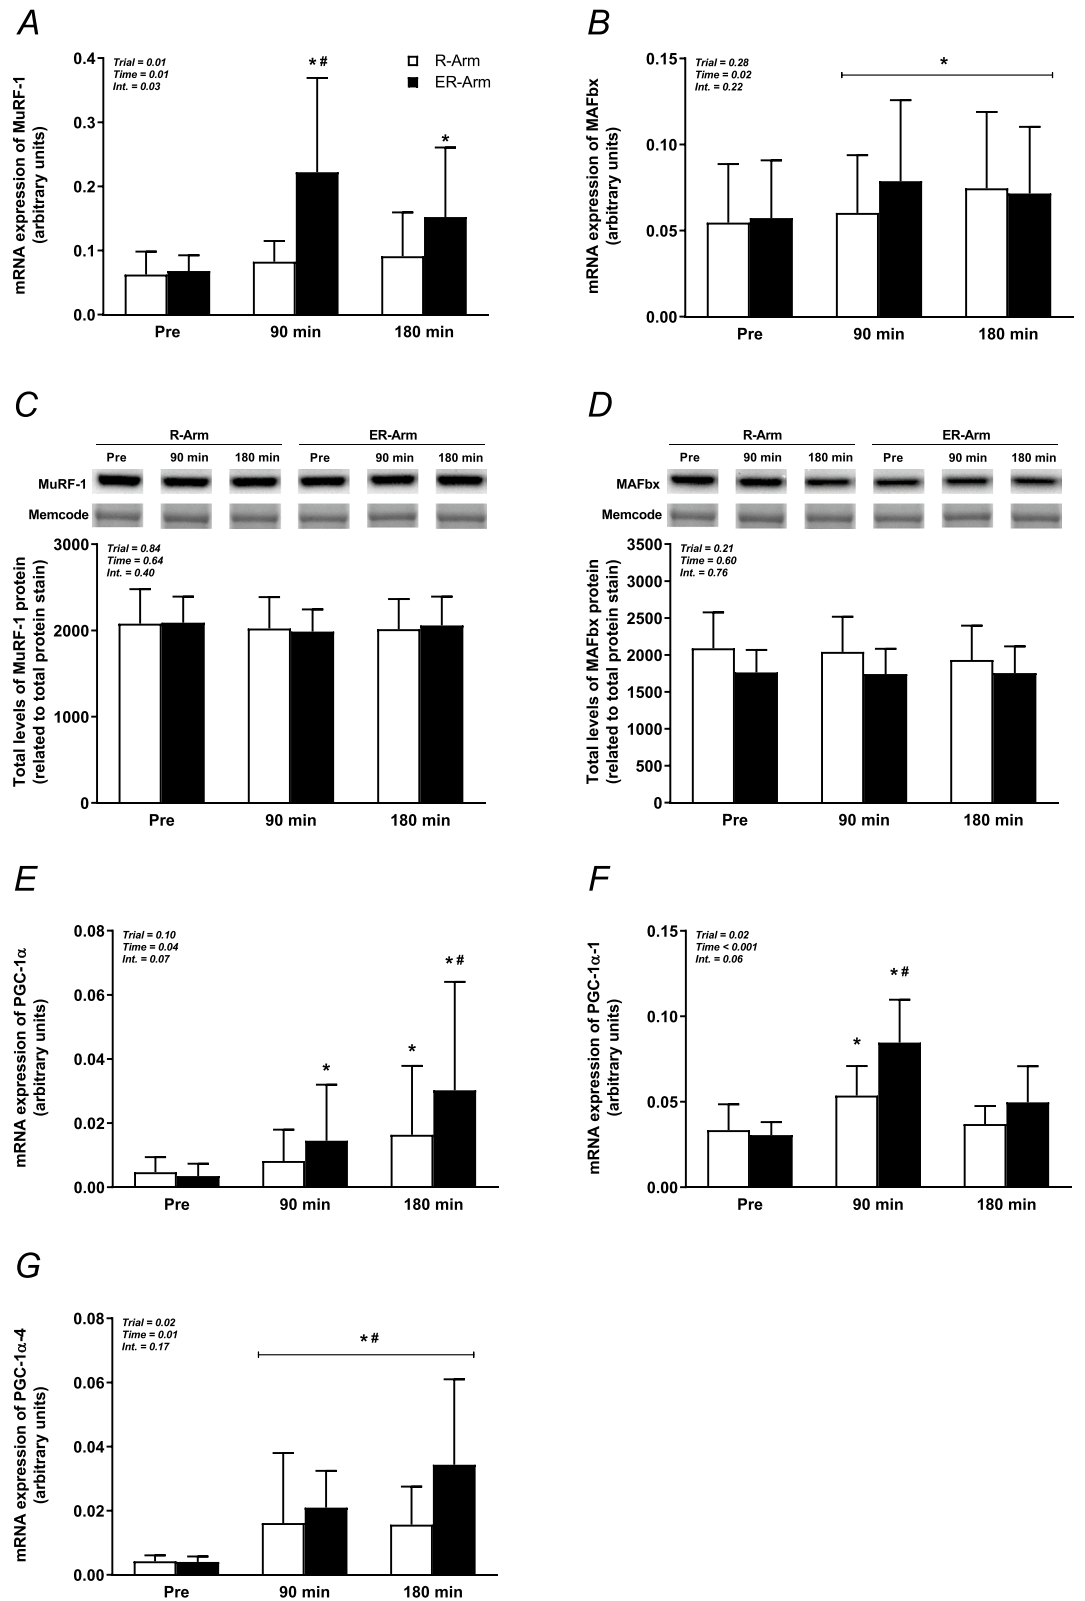 A
mRNA expression of MuRF-1
(arbitrary units)
Trial = 0.01
Time = 0.01
Int. = 0.03
* #
*
R-Arm
ER-Arm
0.4
0.3
0.2
0.1
0.0
Pre 90 min 180 min
B
mRNA expression of MAFbx
(arbitrary units)
Trial = 0.28
Time = 0.02
Int. = 0.22
*
0.15
0.10
0.05
0.00
Pre 90 min 180 min
C
R-Arm ER-Arm
Pre 90 min 180 min Pre 90 min 180 min
MuRF-1
Memcode
Total levels of MuRF-1 protein
(related to total protein stain)
Trial = 0.84
Time = 0.64
Int. = 0.40
3000
2000
1000
0
Pre 90 min 180 min
D
R-Arm ER-Arm
Pre 90 min 180 min Pre 90 min 180 min
MAFbx
Memcode
Total levels of MAFbx protein
(related to total protein stain)
Trial = 0.21
Time = 0.60
Int. = 0.76
3500
3000
2500
2000
1500
1000
500
0
Pre 90 min 180 min
E
mRNA expression of PGC-1α
(arbitrary units)
Trial = 0.10
Time = 0.04
Int. = 0.07
*
*
* #
0.08
0.06
0.04
0.02
0.00
Pre 90 min 180 min
F
mRNA expression of PGC-1α-1
(arbitrary units)
Trial = 0.02
Time < 0.001
Int. = 0.06
*
* #
0.15
0.10
0.05
0.00
Pre 90 min 180 min
G
mRNA expression of PGC-1α-4
(arbitrary units)
Trial = 0.02
Time = 0.01
Int. = 0.17
* #
0.08
0.06
0.04
0.02
0.00
Pre 90 min 180 min